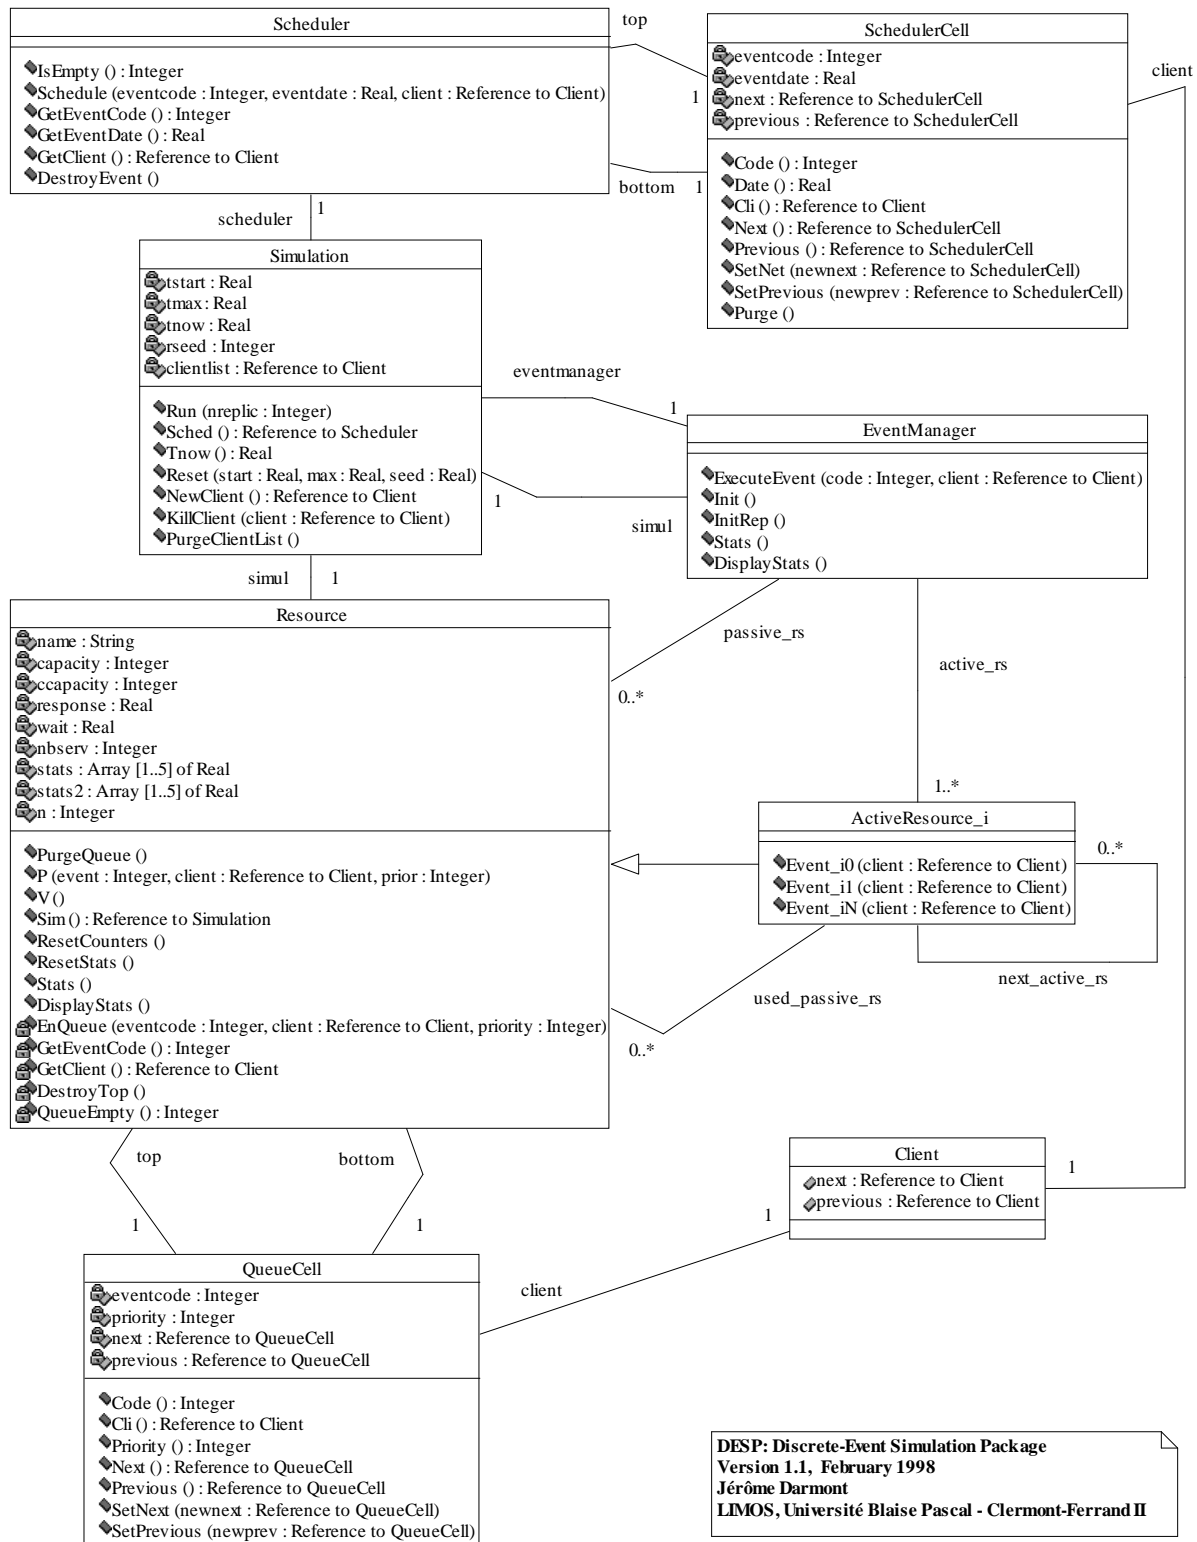 Scheduler
IsEmpty () : Integer
Schedule (eventcode : Integer, eventdate : Real, client : Reference to Client)
GetEventCode () : Integer
GetEventDate () : Real
GetClient () : Reference to Client
DestroyEvent ()
top
1
bottom
1
SchedulerCell
eventcode : Integer
eventdate : Real
next : Reference to SchedulerCell
previous : Reference to SchedulerCell
Code () : Integer
Date () : Real
Cli () : Reference to Client
Next () : Reference to SchedulerCell
Previous () : Reference to SchedulerCell
SetNet (newnext : Reference to SchedulerCell)
SetPrevious (newprev : Reference to SchedulerCell)
Purge ()
client
scheduler
1
Simulation
tstart : Real
tmax : Real
tnow : Real
rseed : Integer
clientlist : Reference to Client
Run (nreplic : Integer)
Sched () : Reference to Scheduler
Tnow () : Real
Reset (start : Real, max : Real, seed : Real)
NewClient () : Reference to Client
KillClient (client : Reference to Client)
PurgeClientList ()
eventmanager
1
1
simul
EventManager
ExecuteEvent (code : Integer, client : Reference to Client)
Init ()
InitRep ()
Stats ()
DisplayStats ()
simul
1
Resource
name : String
capacity : Integer
ccapacity : Integer
response : Real
wait : Real
nbserv : Integer
stats : Array [1..5] of Real
stats2 : Array [1..5] of Real
n : Integer
PurgeQueue ()
P (event : Integer, client : Reference to Client, prior : Integer)
V ()
Sim () : Reference to Simulation
ResetCounters ()
ResetStats ()
Stats ()
DisplayStats ()
EnQueue (eventcode : Integer, client : Reference to Client, priority : Integer)
GetEventCode () : Integer
GetClient () : Reference to Client
DestroyTop ()
QueueEmpty () : Integer
passive_rs
0..*
active_rs
1..*
ActiveResource_i
Event_i0 (client : Reference to Client)
Event_i1 (client : Reference to Client)
Event_iN (client : Reference to Client)
0..*
next_active_rs
used_passive_rs
0..*
top
1
bottom
1
Client
next : Reference to Client
previous : Reference to Client
1
1
client
QueueCell
eventcode : Integer
priority : Integer
next : Reference to QueueCell
previous : Reference to QueueCell
Code () : Integer
Cli () : Reference to Client
Priority () : Integer
Next () : Reference to QueueCell
Previous () : Reference to QueueCell
SetNext (newnext : Reference to QueueCell)
SetPrevious (newprev : Reference to QueueCell)
DESP: Discrete-Event Simulation Package
Version 1.1, February 1998
Jérôme Darmont
LIMOS, Université Blaise Pascal - Clermont-Ferrand II